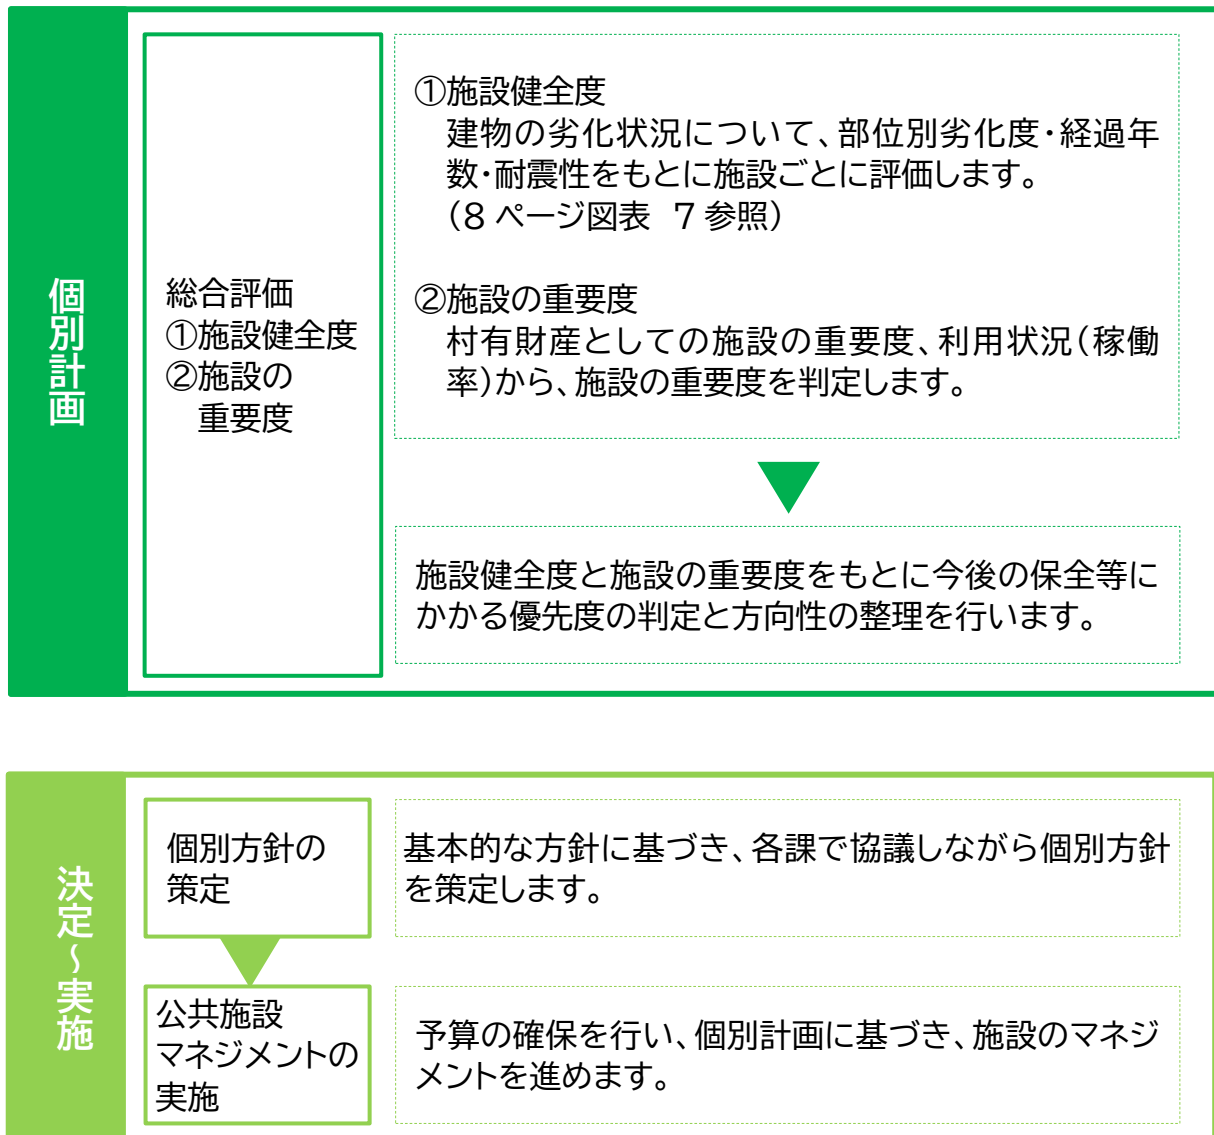 個別計画
総合評価
①施設健全度
②施設の
重要度
①施設健全度
建物の劣化状況について、部位別劣化度・経過年
数・耐震性をもとに施設ごとに評価します。
(8 ページ図表 7 参照)
②施設の重要度
村有財産としての施設の重要度、利用状況(稼働
率)から、施設の重要度を判定します。
施設健全度と施設の重要度をもとに今後の保全等に
かかる優先度の判定と方向性の整理を行います。
決定~実施
個別方針の
策定
基本的な方針に基づき、各課で協議しながら個別方針
を策定します。
公共施設
マネジメントの
実施
予算の確保を行い、個別計画に基づき、施設のマネジ
メントを進めます。